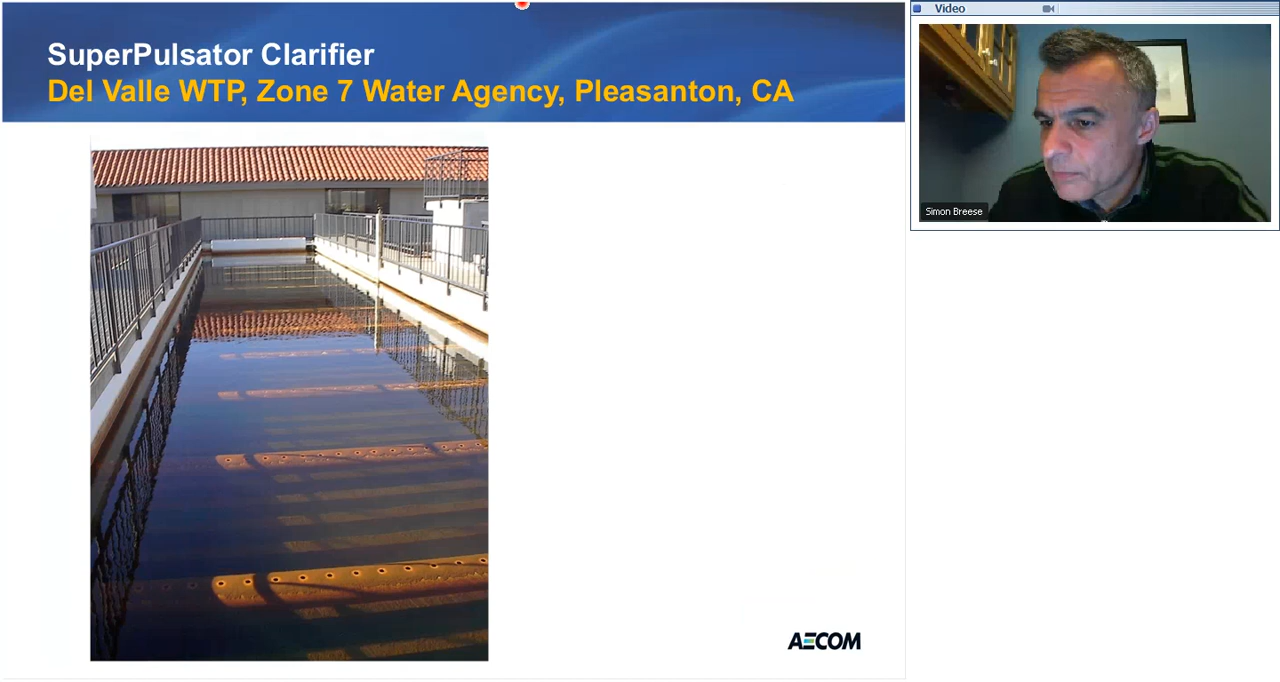 SuperPulsator Clarifier
Del Valle WTP, Zone 7 Water Agency, Pleasanton, CA
AECOM
Video
Simon Breese